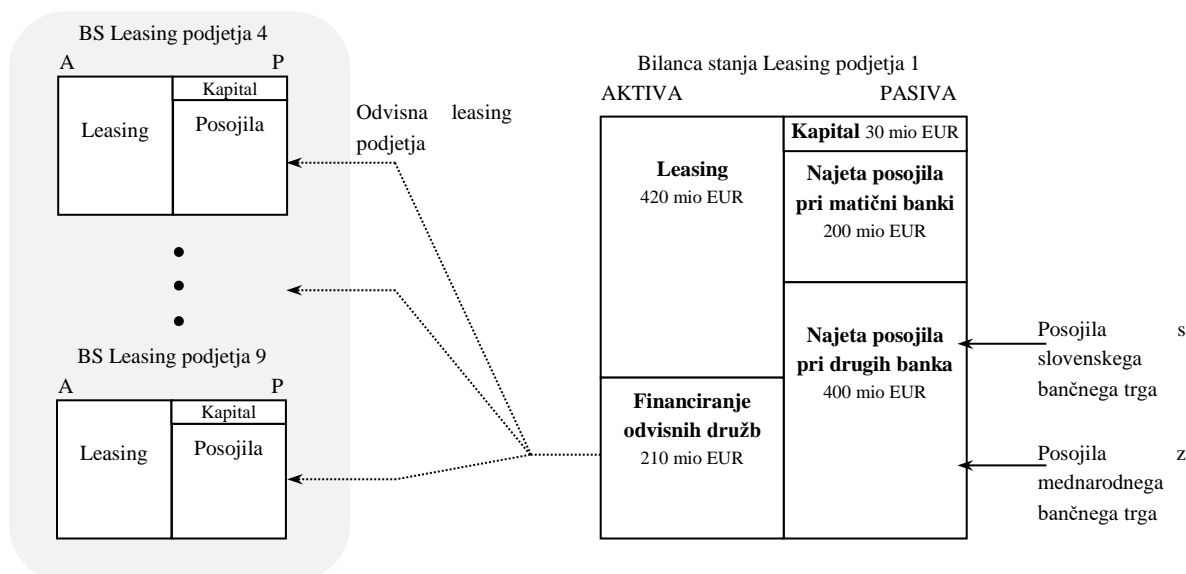 BS Leasing podjetja 4
A P
Kapital
Leasing Posojila
Odvisna leasing
podjetja
BS Leasing podjetja 9
A P
Kapital
Leasing Posojila
Bilanca stanja Leasing podjetja 1
AKTIVA PASIVA
Kapital 30 mio EUR
Leasing
420 mio EUR
Najeta posojila
pri matični banki
200 mio EUR
Najeta posojila
pri drugih banka
400 mio EUR
Financiranje
odvisnih družb
210 mio EUR
Posojila s
slovenskega
bančnega trga
Posojila z
mednarodnega
bančnega trga